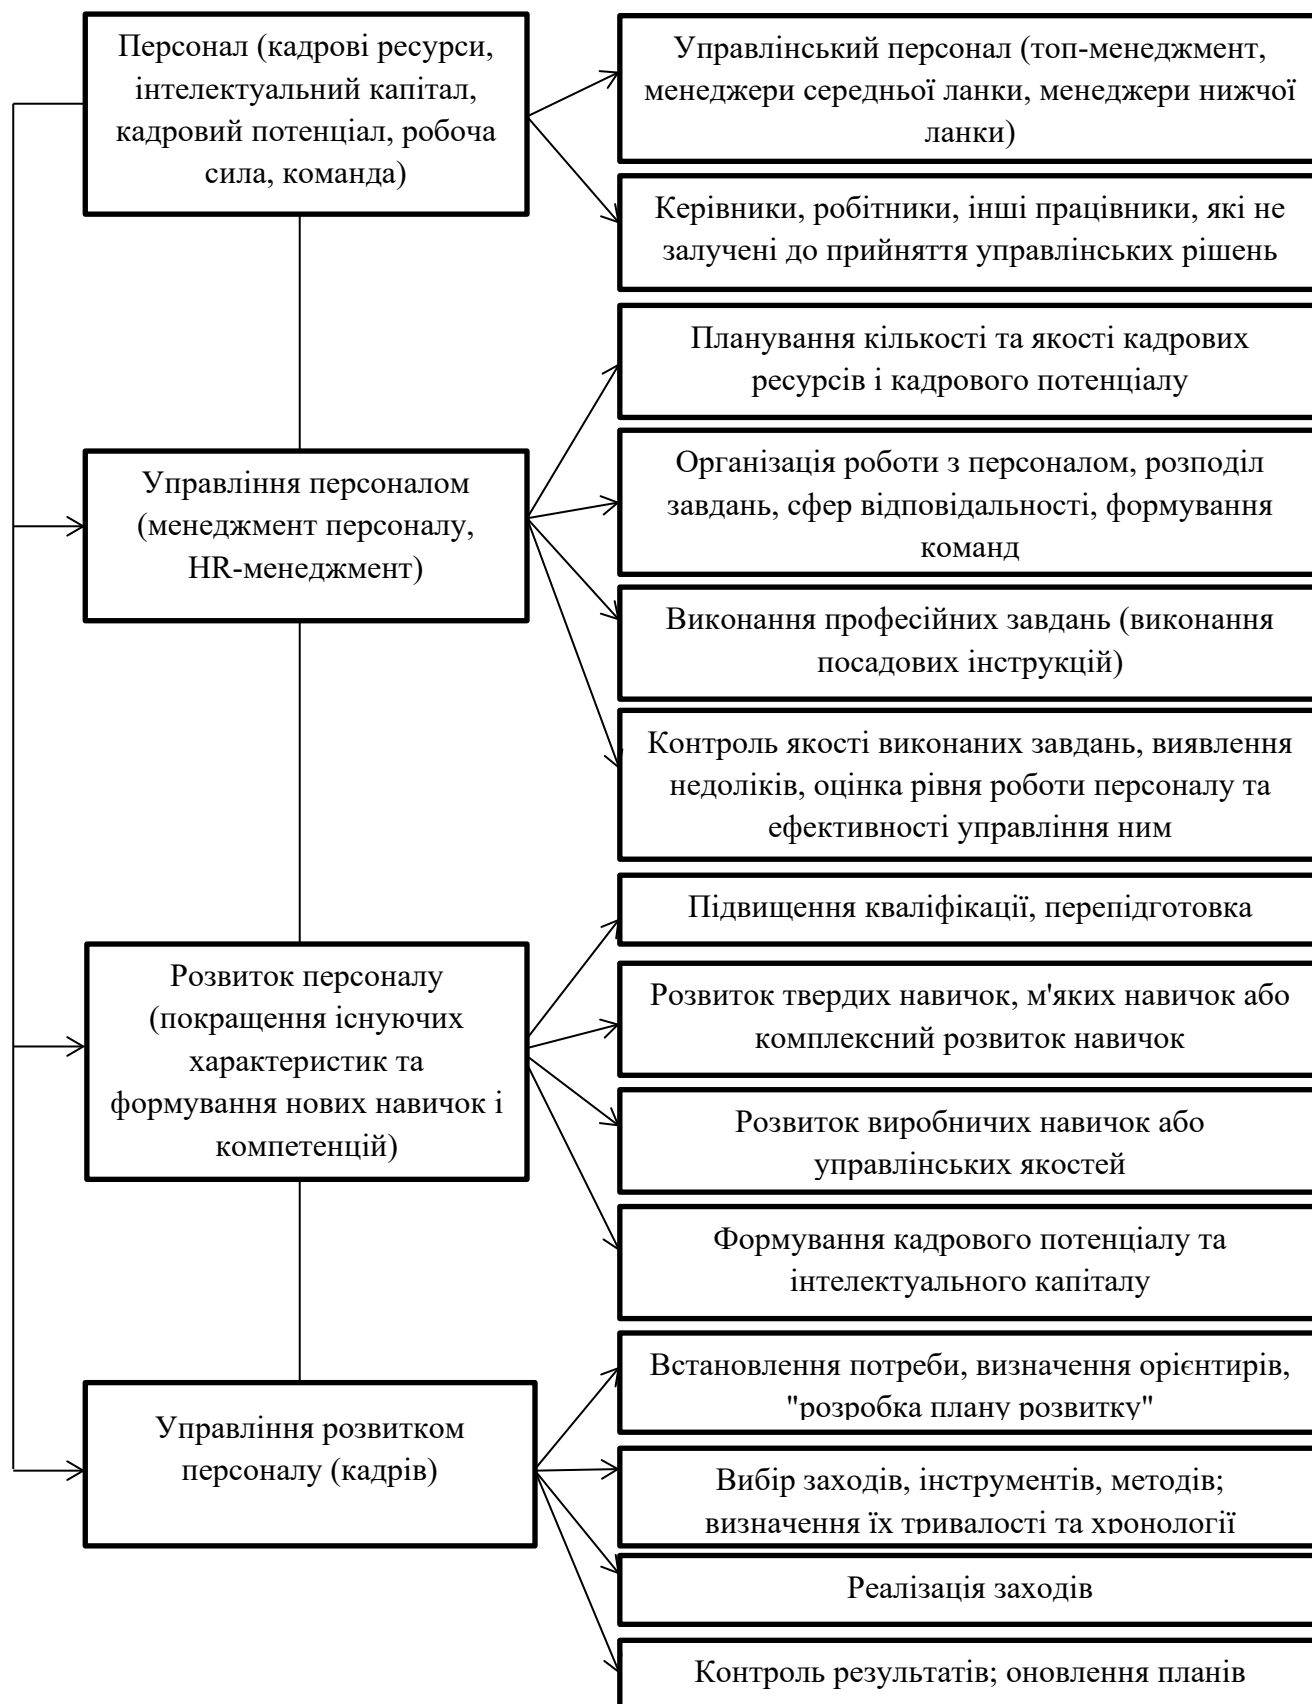 Персонал (кадрові ресурси,
інтелектуальний капітал,
кадровий потенціал, робоча
сила, команда)
Управлінський персонал (топ-менеджмент,
менеджери середньої ланки, менеджери нижчої
ланки)
Керівники, робітники, інші працівники, які не
залучені до прийняття управлінських рішень
Управління персоналом
(менеджмент персоналу,
HR-менеджмент)
Планування кількості та якості кадрових
ресурсів і кадрового потенціалу
Організація роботи з персоналом, розподіл
завдань, сфер відповідальності, формування
команд
Виконання професійних завдань (виконання
посадових інструкцій)
Контроль якості виконаних завдань, виявлення
недоліків, оцінка рівня роботи персоналу та
ефективності управління ним
Розвиток персоналу
(покращення існуючих
характеристик та
формування нових навичок і
компетенцій)
Підвищення кваліфікації, перепідготовка
Розвиток твердих навичок, м'яких навичок або
комплексний розвиток навичок
Розвиток виробничих навичок або
управлінських якостей
Формування кадрового потенціалу та
інтелектуального капіталу
Управління розвитком
персоналу (кадрів)
Встановлення потреби, визначення орієнтирів,
"розробка плану розвитку"
Вибір заходів, інструментів, методів;
визначення їх тривалості та хронології
Реалізація заходів
Контроль результатів; оновлення планів